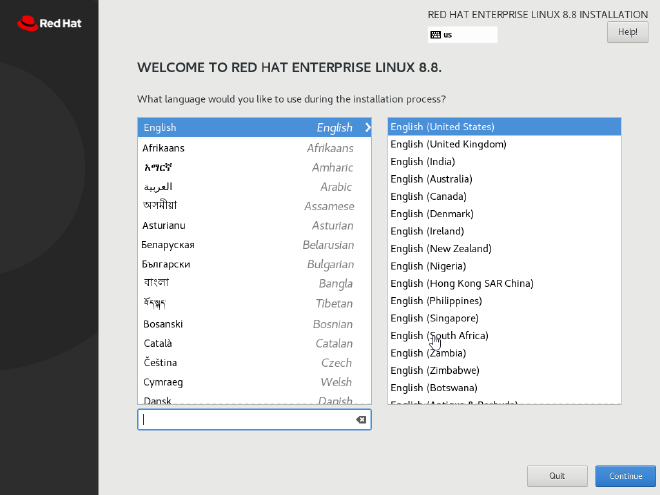 Red Hat
RED HAT ENTERPRISE LINUX 8.8 INSTALLATION
us
Help!
WELCOME TO RED HAT ENTERPRISE LINUX 8.8.
What language would you like to use during the installation process?
English English
Afrikaans Afrikaans
አማርኛ Amharic
العربية Arabic
অসমীয়া Assamese
Asturianu Asturian
Беларуская Belarusian
Български Bulgarian
বাংলা Bangla
བོད་སྐད་ Tibetan
Bosanski Bosnian
Català Catalan
Čeština Czech
Cymraeg Welsh
Dansk Danish
English (United States)
English (United Kingdom)
English (India)
English (Australia)
English (Canada)
English (Denmark)
English (Ireland)
English (New Zealand)
English (Nigeria)
English (Hong Kong SAR China)
English (Philippines)
English (Singapore)
English (South Africa)
English (Zambia)
English (Zimbabwe)
English (Botswana)
English (Antigua & Barbuda)
Quit
Continue